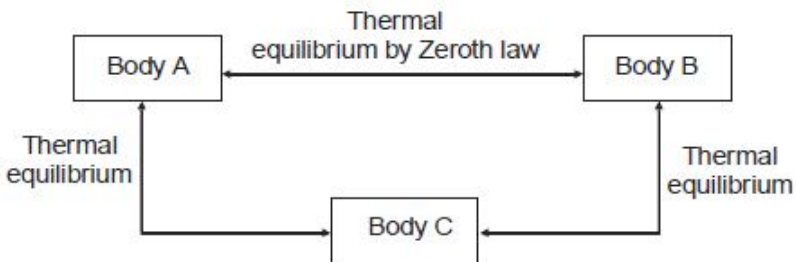 Thermal
equilibrium by Zeroth law
Body A
Body B
Thermal
equilibrium
Thermal
equilibrium
Body C